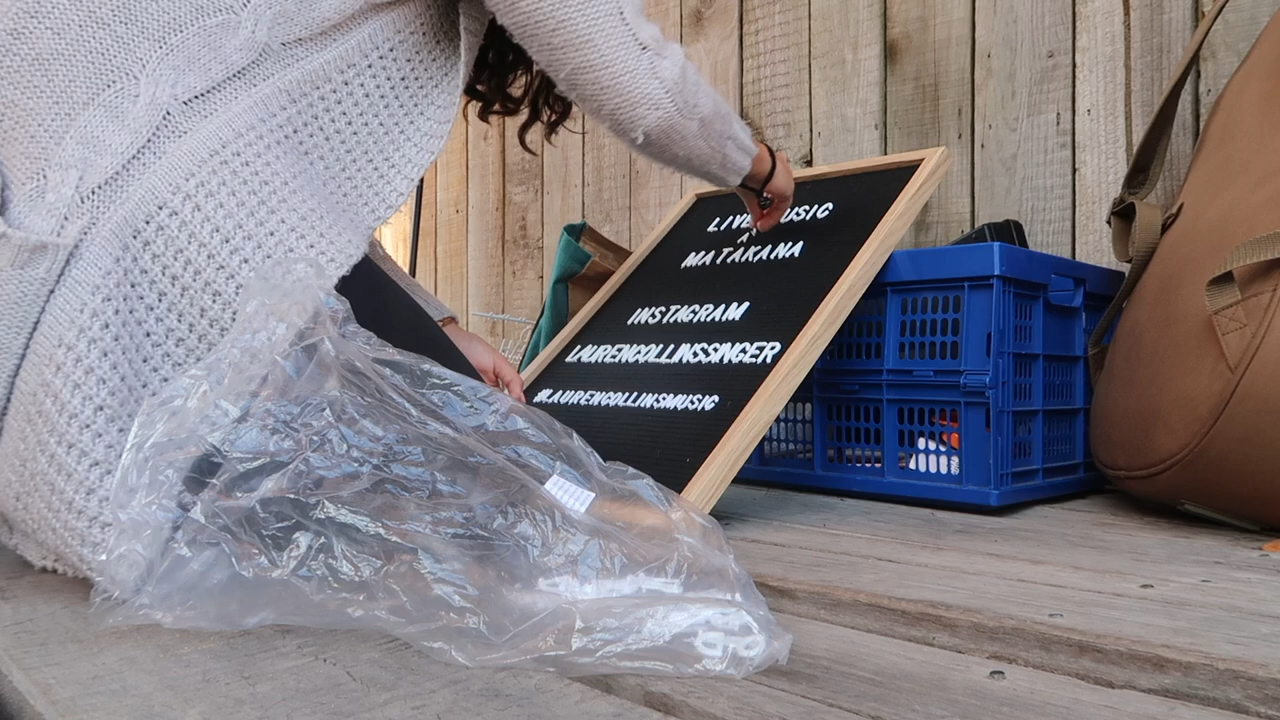 LIVE MUSIC
MATAKANA
INSTAGRAM
LAURENCOLLINSSINGER
#LAURENCOLLINSMUSIC